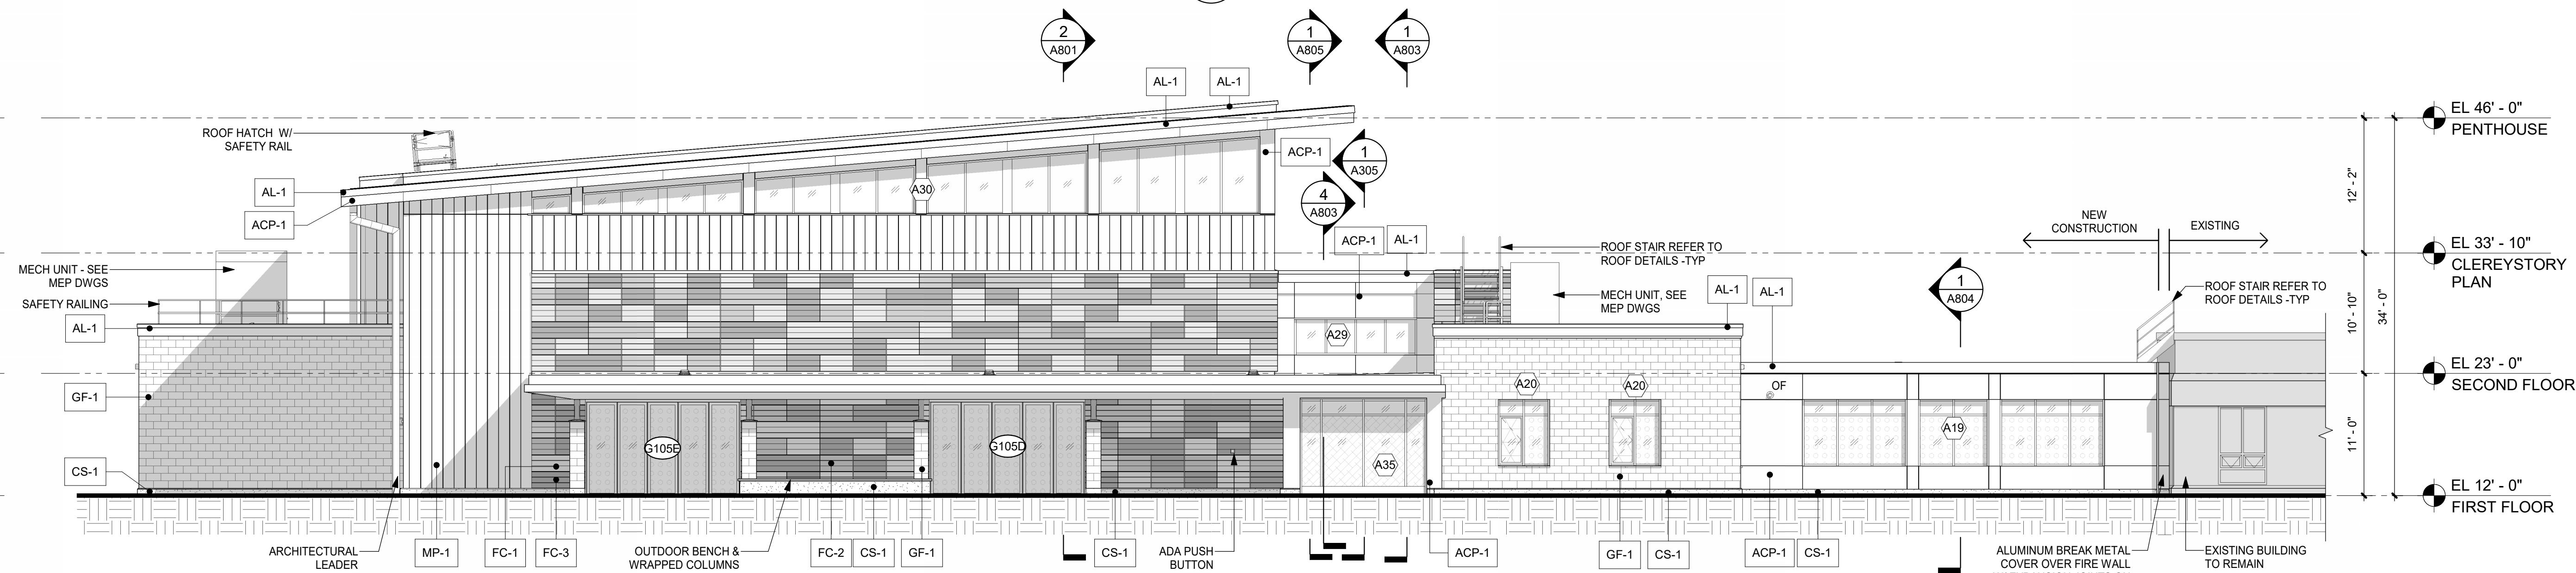 2
A801
1
A805
1
A803
AL-1
AL-1
ROOF HATCH W/
SAFETY RAIL
ACP-1
1
A305
AL-1
A30
4
A803
ACP-1
ACP-1
AL-1
MECH UNIT - SEE
MEP DWGS
SAFETY RAILING
AL-1
GF-1
CS-1
ROOF STAIR REFER TO
ROOF DETAILS -TYP
MECH UNIT, SEE
MEP DWGS
AL-1
AL-1
1
A804
NEW
CONSTRUCTION
EXISTING
ROOF STAIR REFER TO
ROOF DETAILS -TYP
A29
A20
A20
OF
A19
G105E
G105D
A35
EL 46' - 0"
PENTHOUSE
12' - 2"
EL 33' - 10"
CLEREYSTORY
PLAN
10' - 10"
34' - 0"
EL 23' - 0"
SECOND FLOOR
11' - 0"
EL 12' - 0"
FIRST FLOOR
ARCHITECTURAL
LEADER
MP-1
FC-1
FC-3
OUTDOOR BENCH &
WRAPPED COLUMNS
FC-2
CS-1
GF-1
CS-1
ADA PUSH
BUTTON
ACP-1
GF-1
CS-1
ACP-1
CS-1
ALUMINUM BREAK METAL
COVER OVER FIRE WALL
EXISTING BUILDING
TO REMAIN